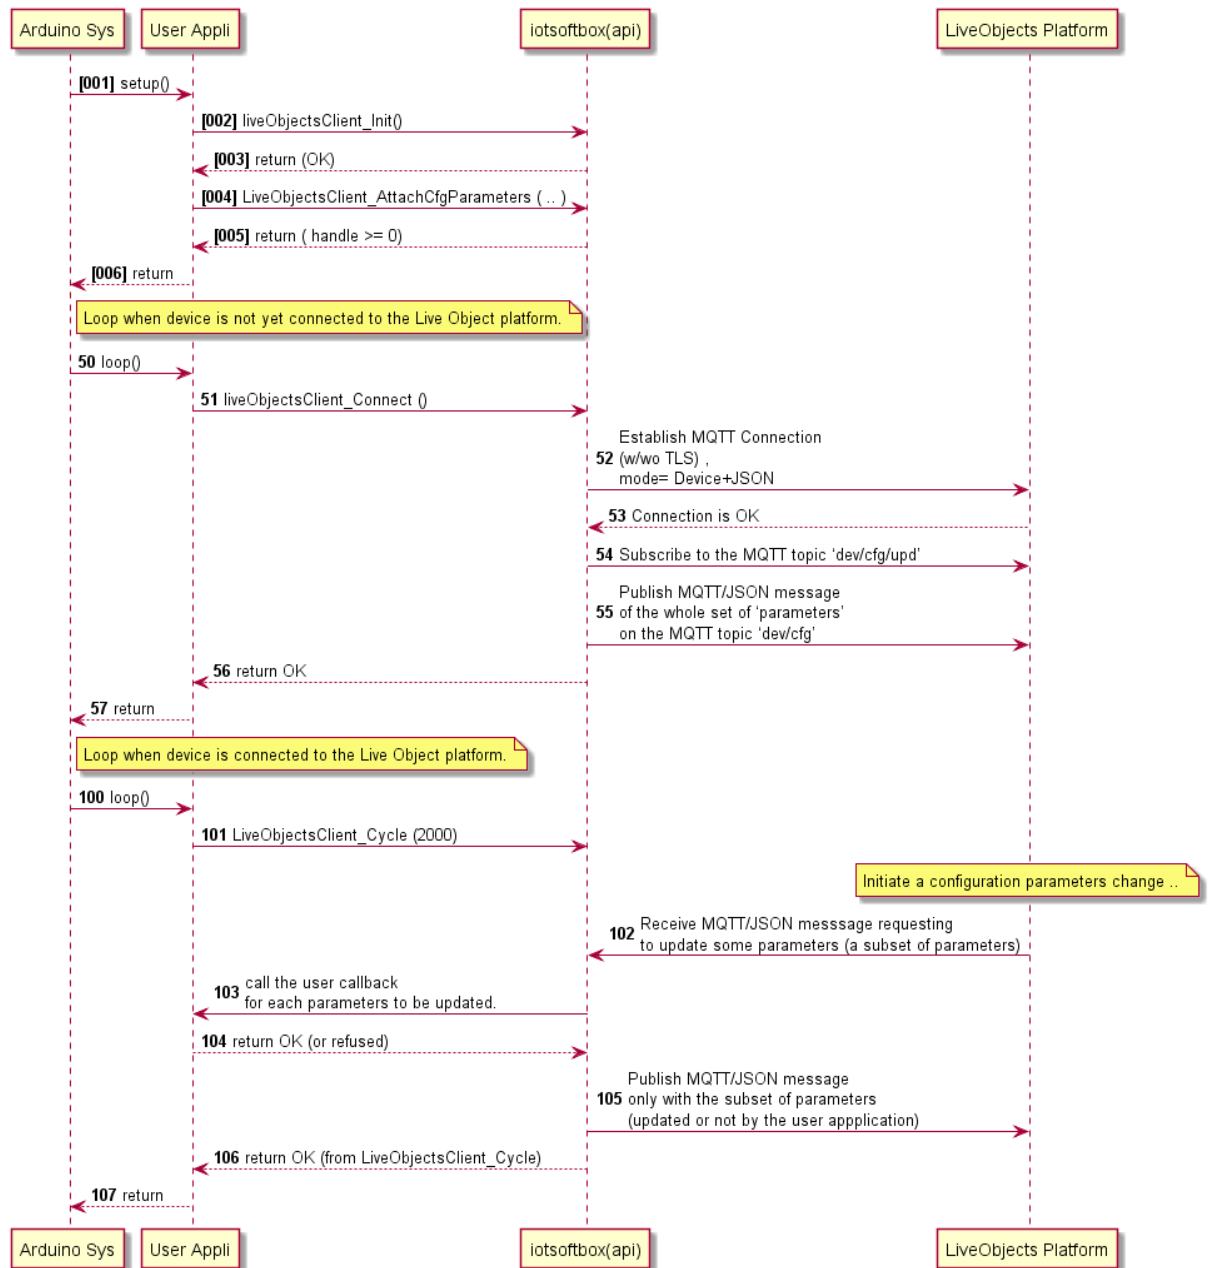 Arduino Sys
User Appli
iotsoftbox(api)
LiveObjects Platform
[001] setup()
[002] liveObjectsClient_Init()
[003] return (OK)
[004] LiveObjectsClient_AttachCfgParameters ( .. )
[005] return ( handle >= 0)
[006] return
Loop when device is not yet connected to the Live Object platform.
50 loop()
51 liveObjectsClient_Connect ()
Establish MQTT Connection
52 (w/wo TLS) ,
mode= Device+JSON
53 Connection is OK
54 Subscribe to the MQTT topic ‘dev/cfg/upd’
Publish MQTT/JSON message
55 of the whole set of ‘parameters’
on the MQTT topic ‘dev/cfg’
56 return OK
57 return
Loop when device is connected to the Live Object platform.
100 loop()
101 LiveObjectsClient_Cycle (2000)
Initiate a configuration parameters change ..
102 Receive MQTT/JSON messsage requesting
to update some parameters (a subset of parameters)
103 call the user callback
for each parameters to be updated.
104 return OK (or refused)
Publish MQTT/JSON message
105 only with the subset of parameters
(updated or not by the user appplication)
106 return OK (from LiveObjectsClient_Cycle)
107 return
Arduino Sys
User Appli
iotsoftbox(api)
LiveObjects Platform